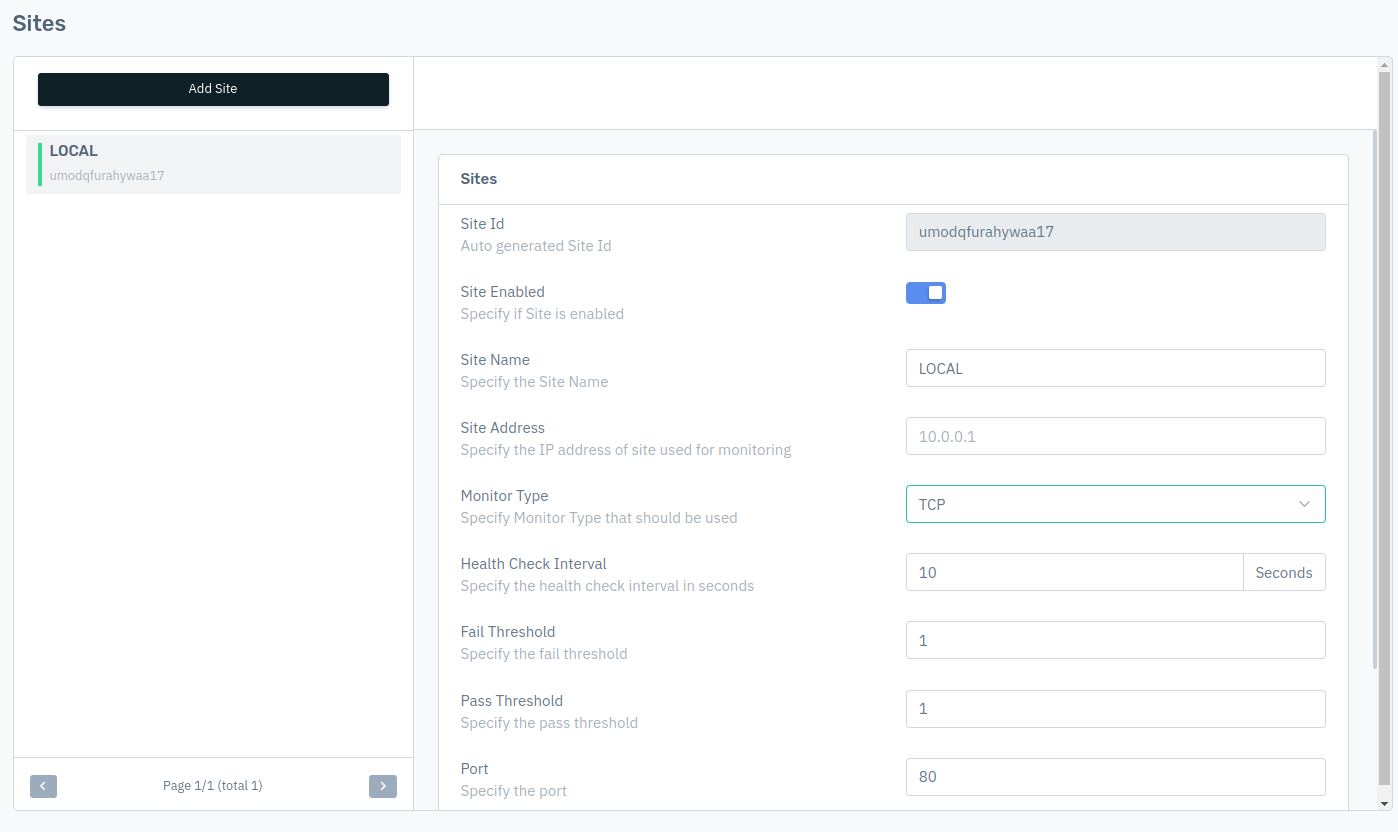 Sites
Add Site
LOCAL
umodqfurahywaa17
Page 1/1 (total 1)
Sites
Site Id
Auto generated Site Id
umodqfurahywaa17
Site Enabled
Specify if Site is enabled
Site Name
Specify the Site Name
LOCAL
Site Address
Specify the IP address of site used for monitoring
10.0.0.1
Monitor Type
Specify Monitor Type that should be used
TCP
Health Check Interval
Specify the health check interval in seconds
10
Seconds
Fail Threshold
Specify the fail threshold
1
Pass Threshold
Specify the pass threshold
1
Port
Specify the port
80